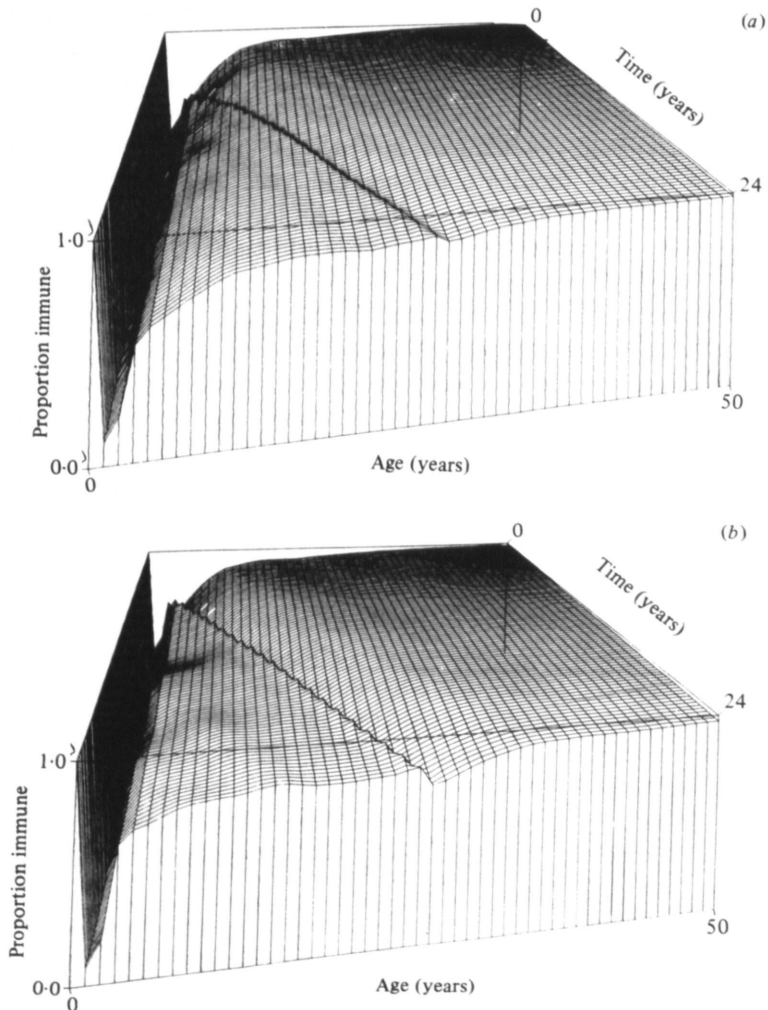 (a)
0
Time (years)
24
1·0
Proportion immune
0·0
0
Age (years)
50
(b)
0
Time (years)
24
1·0
Proportion immune
0·0
0
Age (years)
50